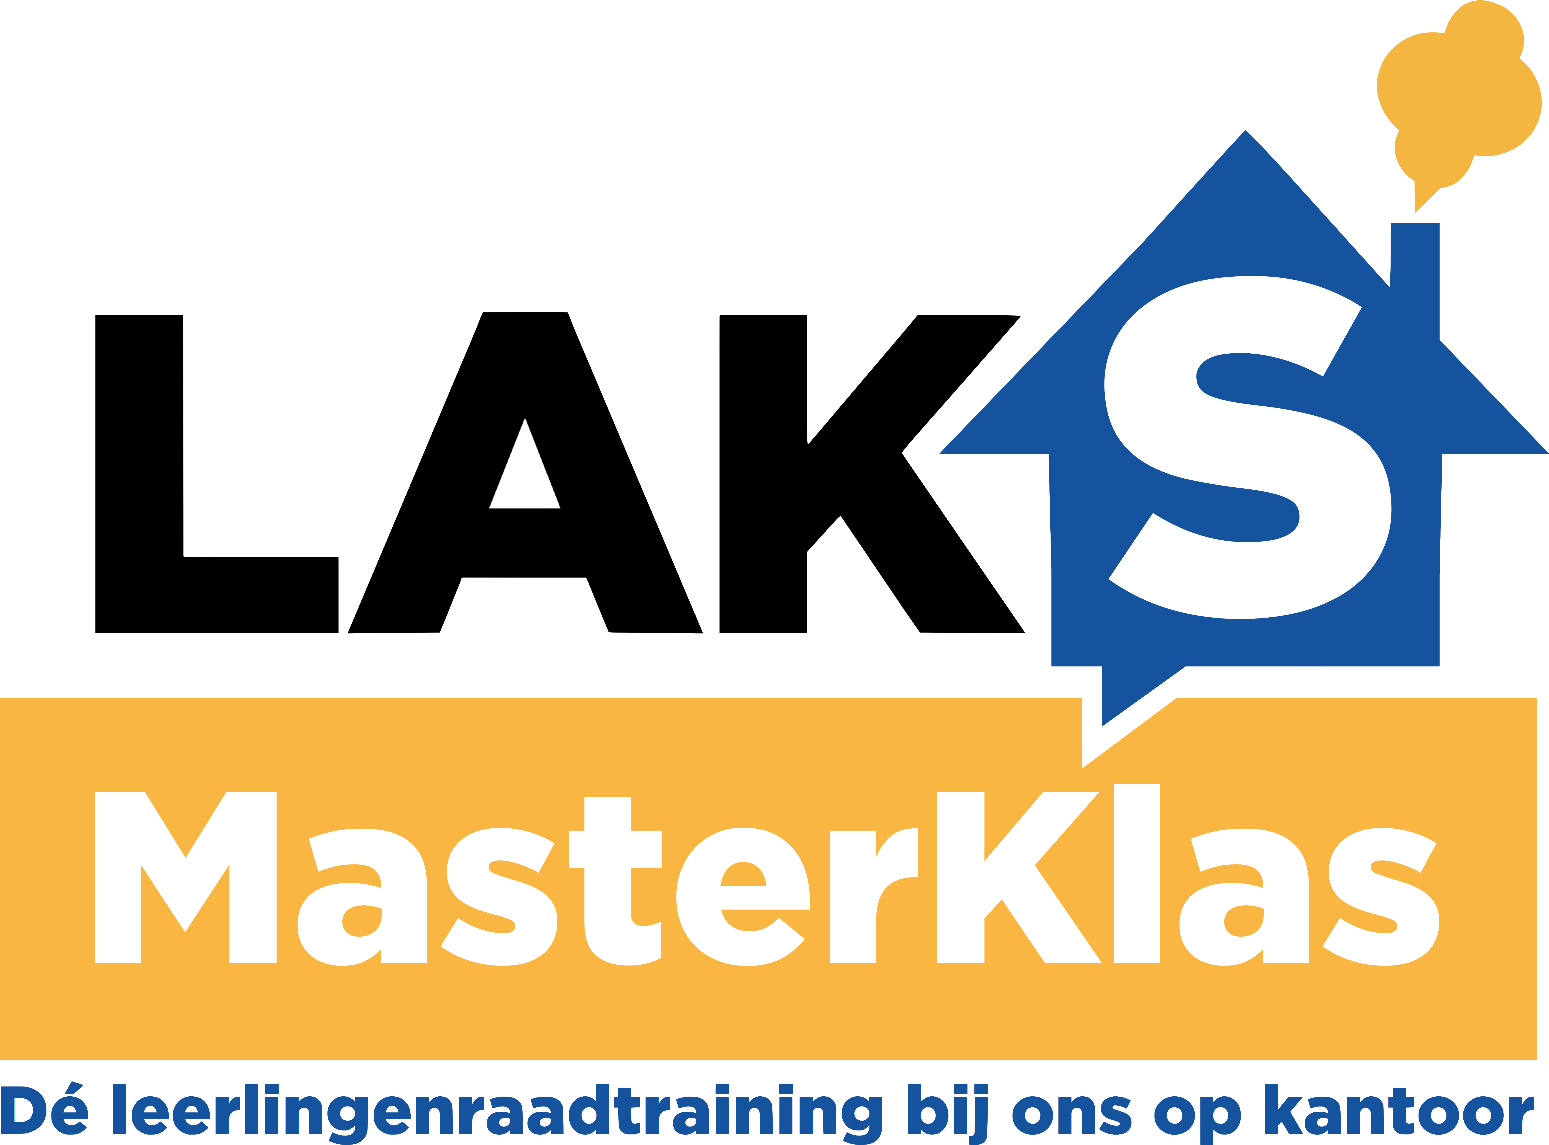 LAKS
MasterKlas
Dé leerlingenraadtraining bij ons op kantoor